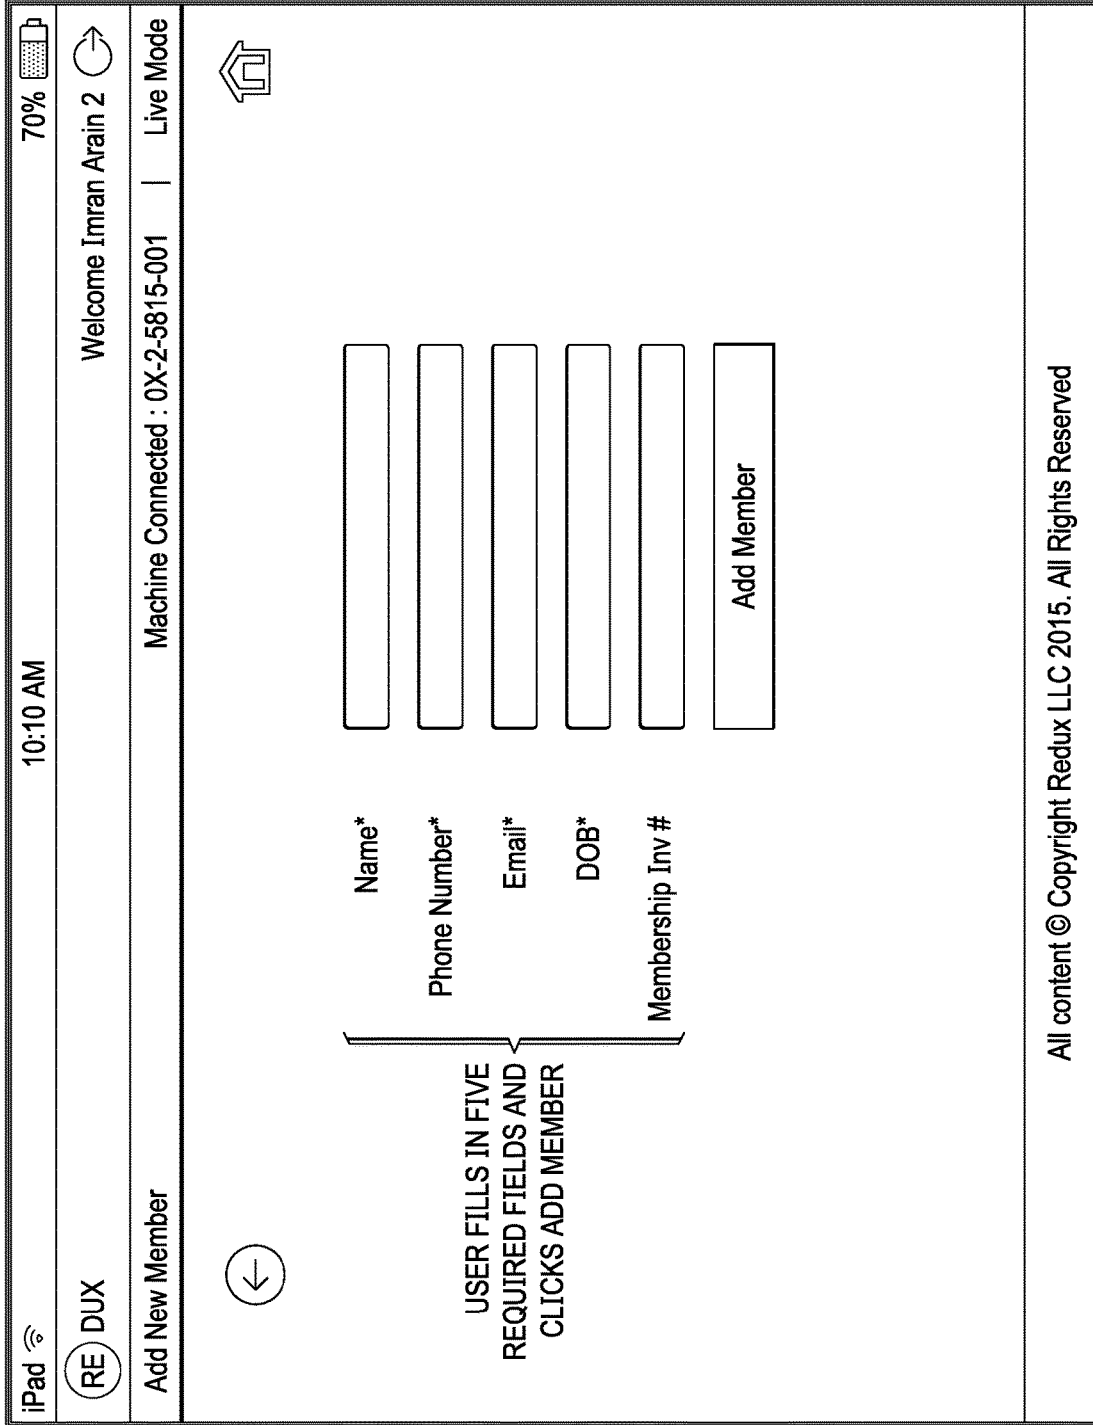 iPad 10:10 AM 70%
RE DUX Welcome Imran Arain 2
Add New Member Machine Connected : 0X-2-5815-001 | Live Mode
Name*
Phone Number*
Email*
DOB*
Membership Inv #
USER FILLS IN FIVE
REQUIRED FIELDS AND
CLICKS ADD MEMBER
Add Member
All content © Copyright Redux LLC 2015. All Rights Reserved